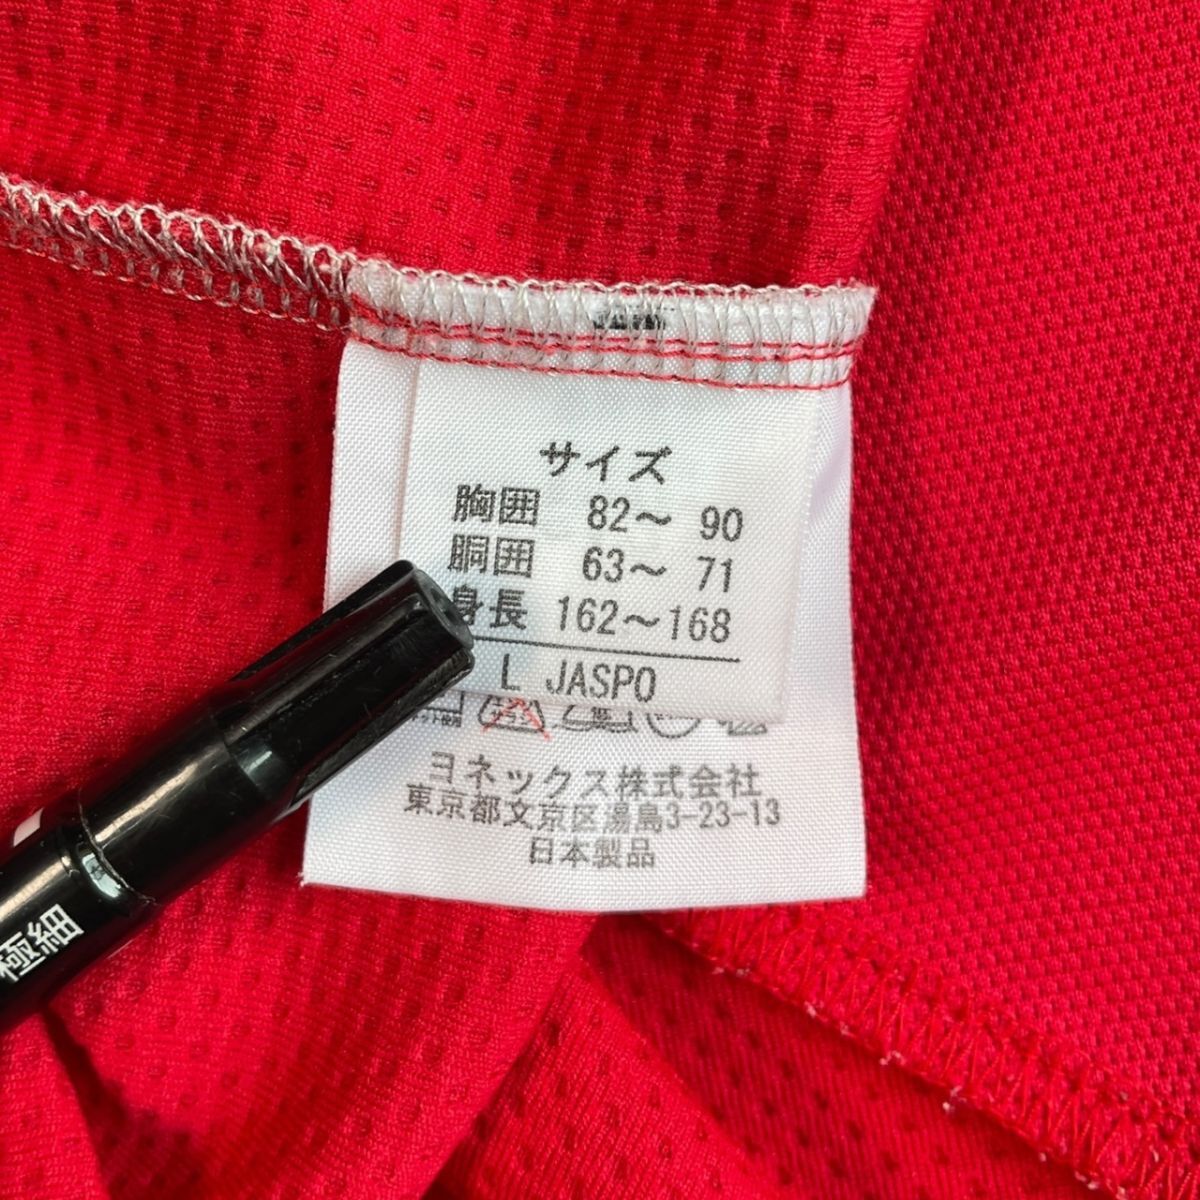 サイズ
胸囲 82〜 90
胴囲 63〜 71
身長 162〜168
L JASPO
ヨネックス株式会社
東京都文京区湯島3-23-13
日本製品
極細